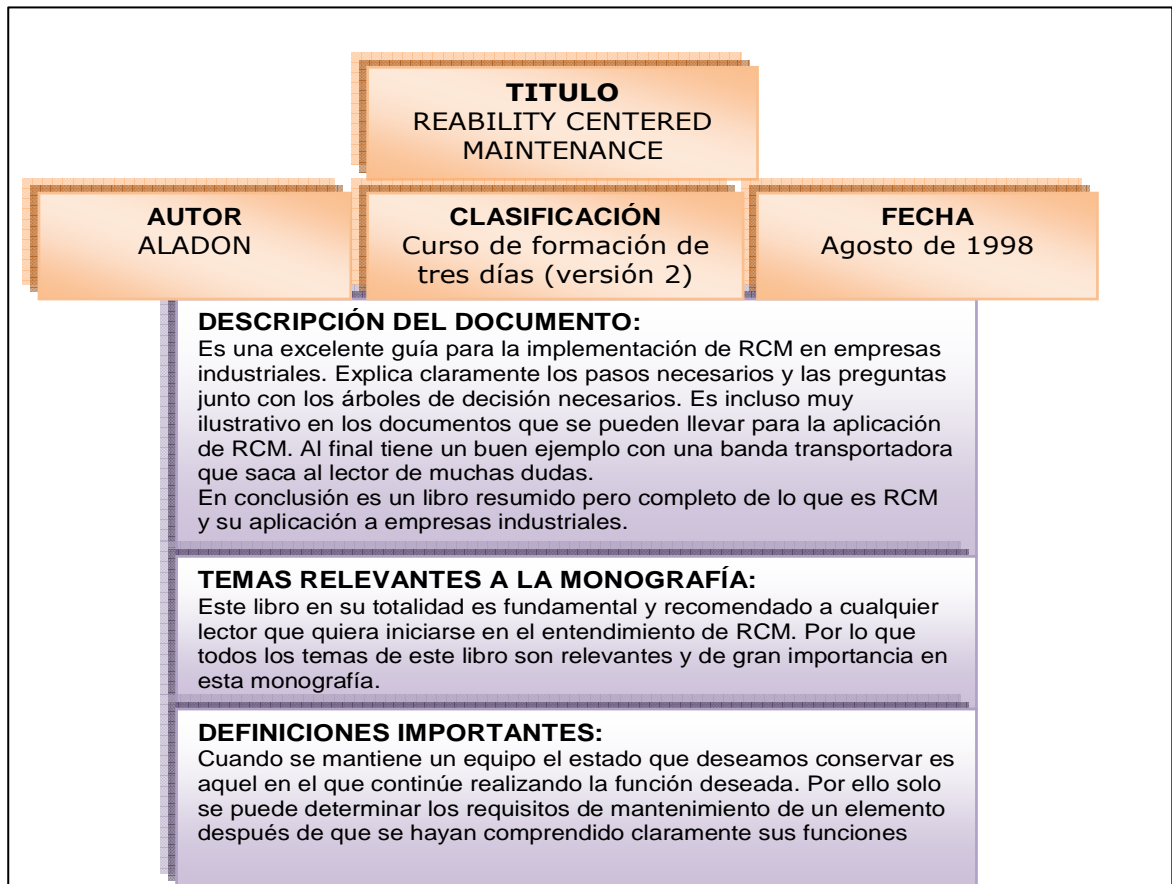 TITULO
REABILITY CENTERED
MAINTENANCE
AUTOR
ALADON
CLASIFICACIÓN
Curso de formación de
tres días (versión 2)
FECHA
Agosto de 1998
DESCRIPCIÓN DEL DOCUMENTO:
Es una excelente guía para la implementación de RCM en empresas
industriales. Explica claramente los pasos necesarios y las preguntas
junto con los árboles de decisión necesarios. Es incluso muy
ilustrativo en los documentos que se pueden llevar para la aplicación
de RCM. Al final tiene un buen ejemplo con una banda transportadora
que saca al lector de muchas dudas.
En conclusión es un libro resumido pero completo de lo que es RCM
y su aplicación a empresas industriales.
TEMAS RELEVANTES A LA MONOGRAFÍA:
Este libro en su totalidad es fundamental y recomendado a cualquier
lector que quiera iniciarse en el entendimiento de RCM. Por lo que
todos los temas de este libro son relevantes y de gran importancia en
esta monografía.
DEFINICIONES IMPORTANTES:
Cuando se mantiene un equipo el estado que deseamos conservar es
aquel en el que continúe realizando la función deseada. Por ello solo
se puede determinar los requisitos de mantenimiento de un elemento
después de que se hayan comprendido claramente sus funciones